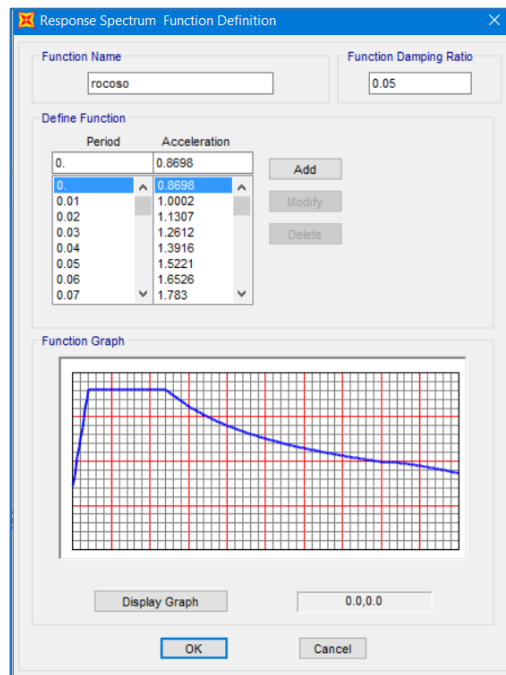 Response Spectrum Function Definition
Function Name
Function Damping Ratio
rocoso
0.05
Define Function
Period Acceleration
0. 0.8698
Add
0. 0.8698
0.01 1.0002
Modify
0.02 1.1307
0.03 1.2612
Delete
0.04 1.3916
0.05 1.5221
0.06 1.6526
0.07 1.783
Function Graph
Display Graph
0.0,0.0
OK
Cancel